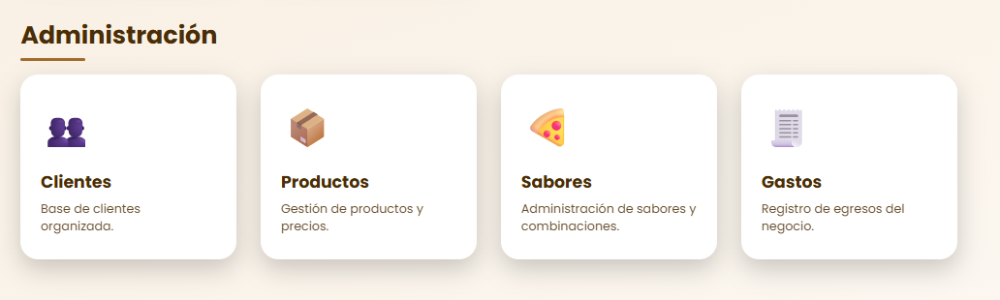 Administración
Clientes
Base de clientes
organizada.
Productos
Gestión de productos y
precios.
Sabores
Administración de sabores y
combinaciones.
Gastos
Registro de egresos del
negocio.